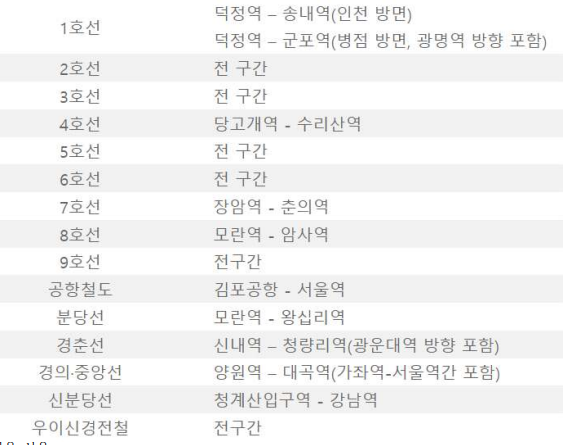 1호선
덕정역 – 송내역(인천 방면)
덕정역 – 군포역(병점 방면, 광명역 방향 포함)
2호선 전 구간
3호선 전 구간
4호선 당고개역 - 수리산역
5호선 전 구간
6호선 전 구간
7호선 장암역 - 춘의역
8호선 모란역 - 암사역
9호선 전구간
공항철도 김포공항 - 서울역
분당선 모란역 - 왕십리역
경춘선 신내역 – 청량리역(광운대역 방향 포함)
경의·중앙선 양원역 – 대곡역(가좌역-서울역간 포함)
신분당선 청계산입구역 - 강남역
우이신경전철 전구간